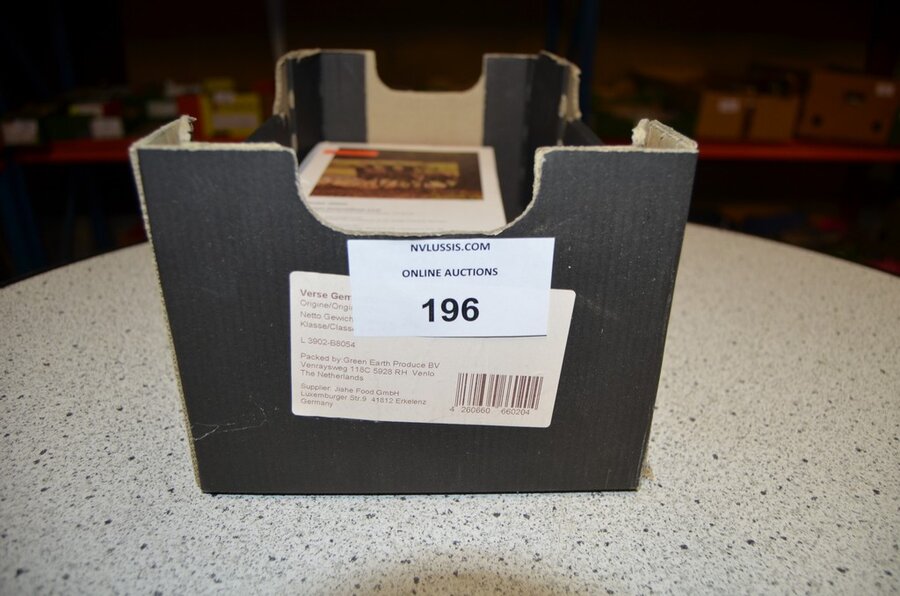 NVLUSSIS.COM
ONLINE AUCTIONS
196
Verse Gem
Origine/Origi
Netto Gewich
Klasse/Class
L 3902-B8054
Packed by:Green Earth Produce BV
Venrayseweg 118C 5928 RH Venlo
The Netherlands
Supplier: Jiahe Food GmbH
Luxemburger Str.9 41812 Erkelenz
Germany
4 260660 660204